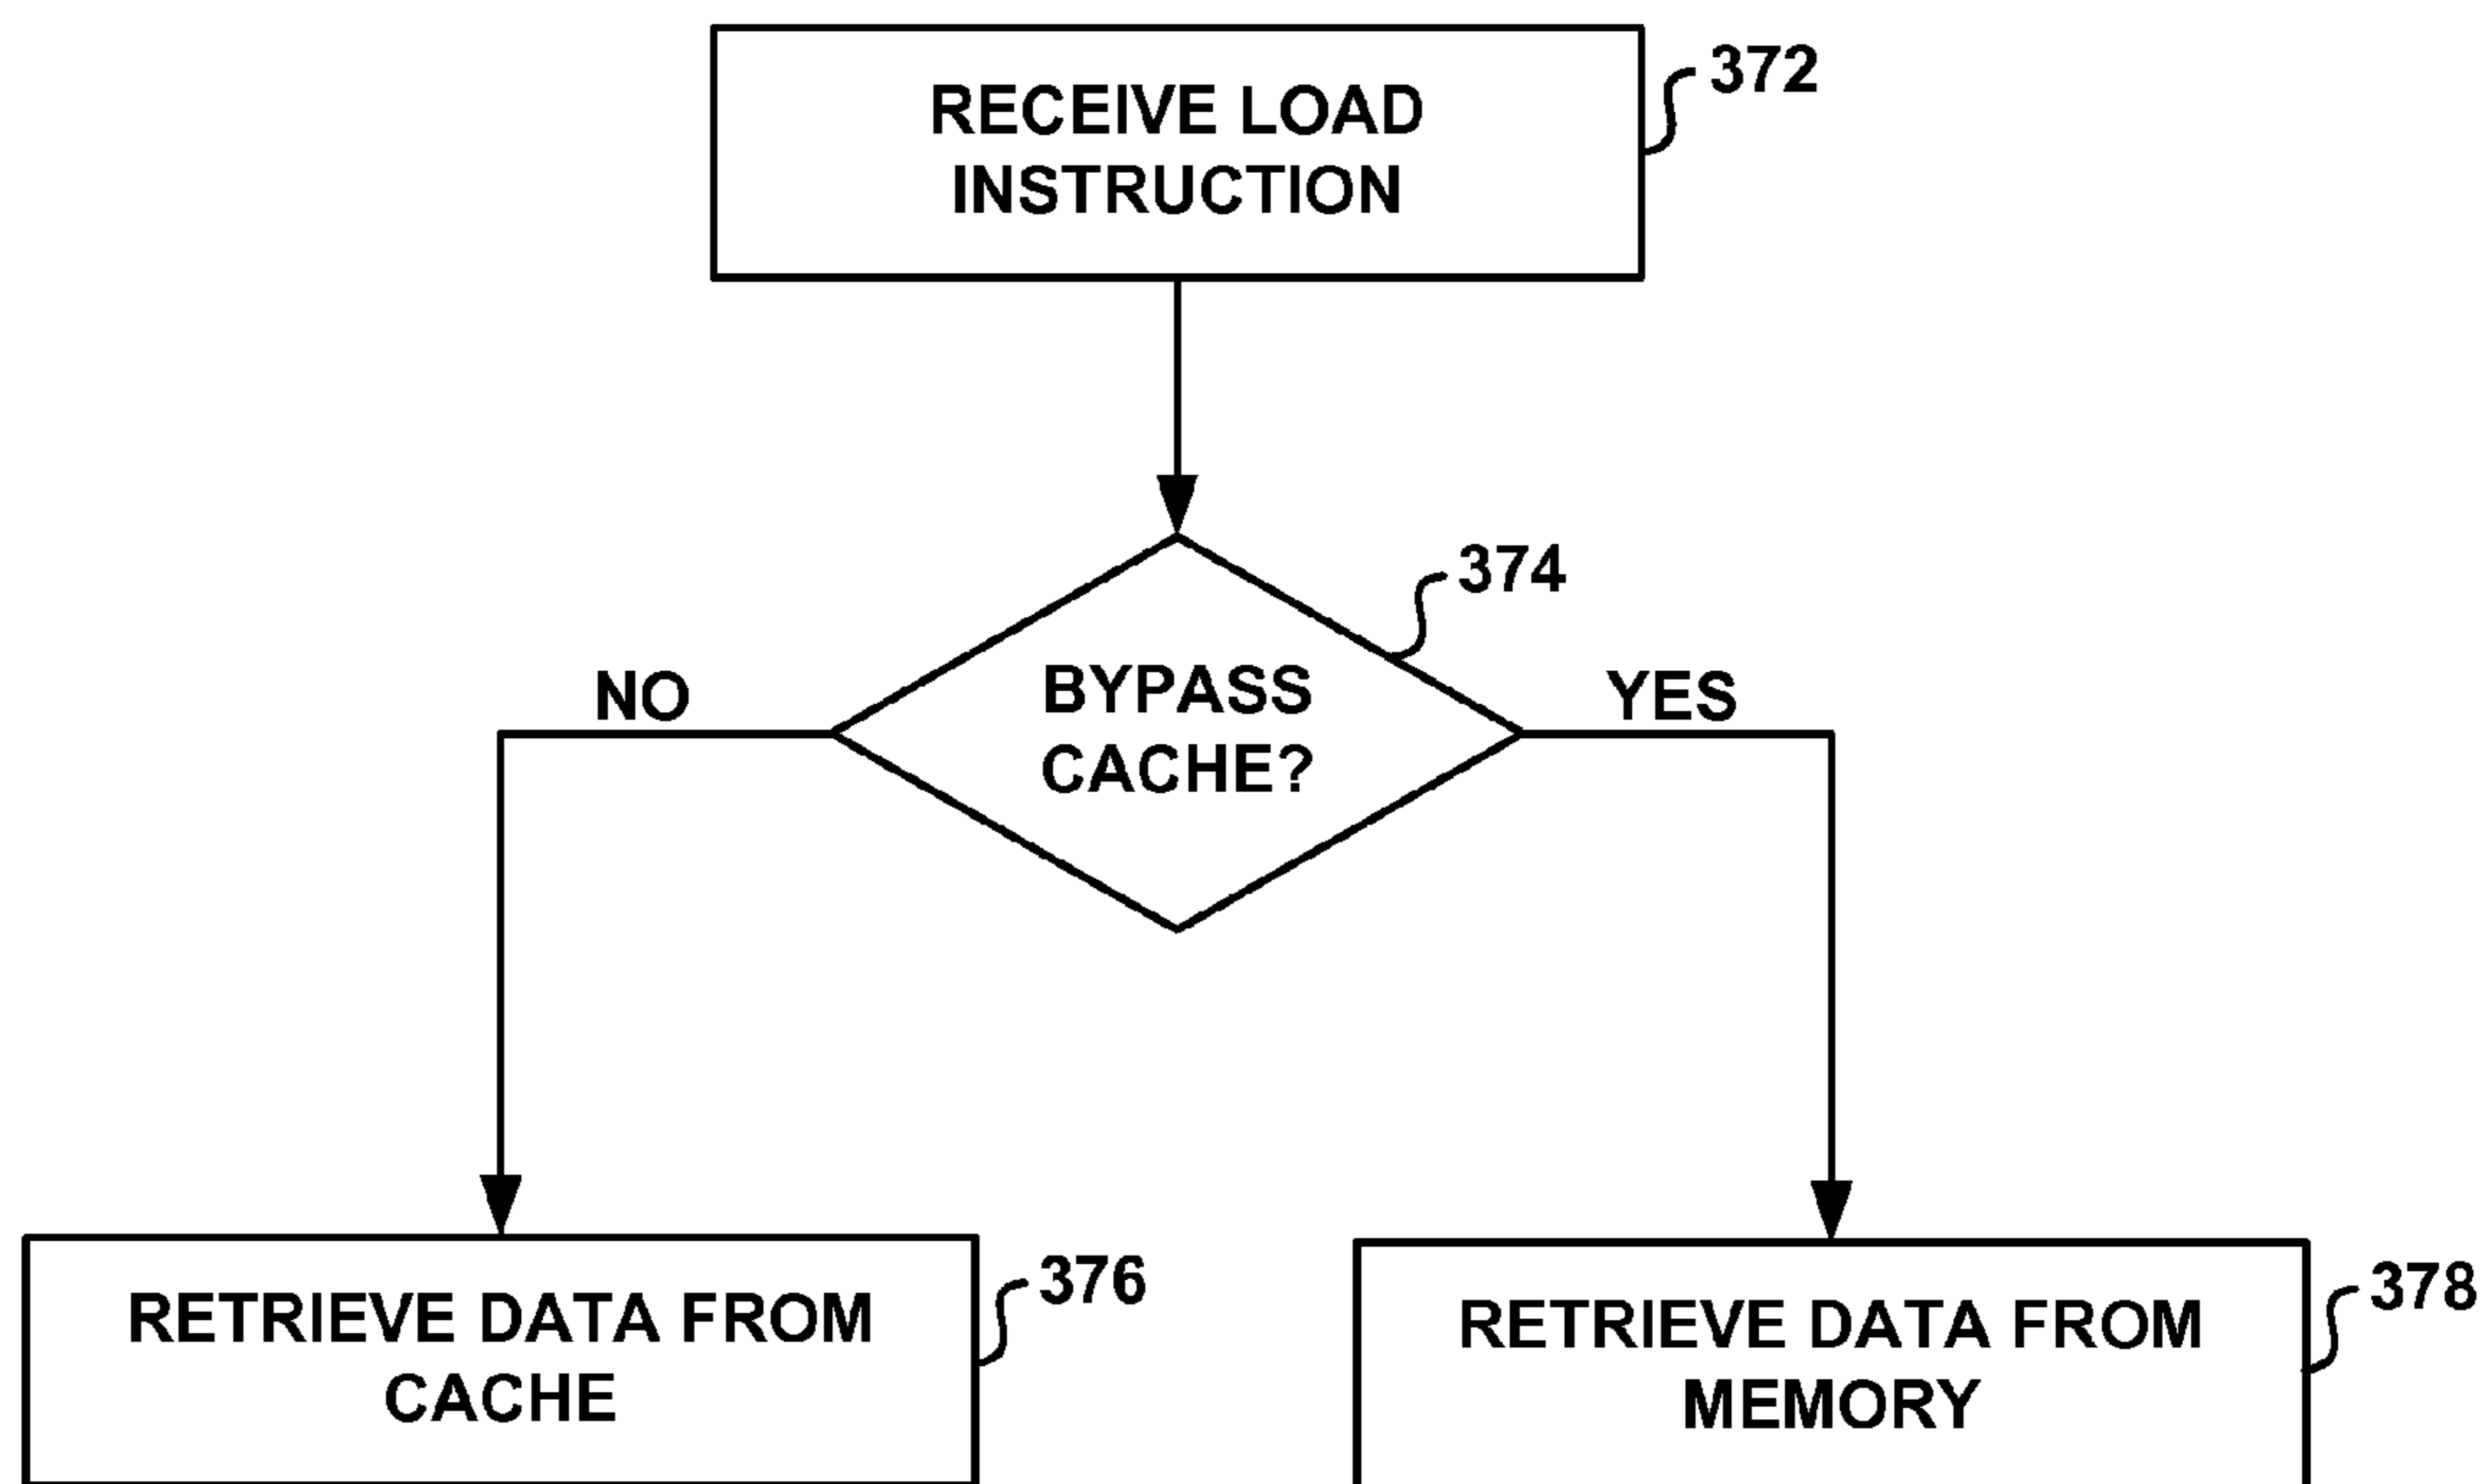 RECEIVE LOAD
INSTRUCTION
372
374
BYPASS
CACHE?
NO
YES
RETRIEVE DATA FROM
CACHE
376
RETRIEVE DATA FROM
MEMORY
378